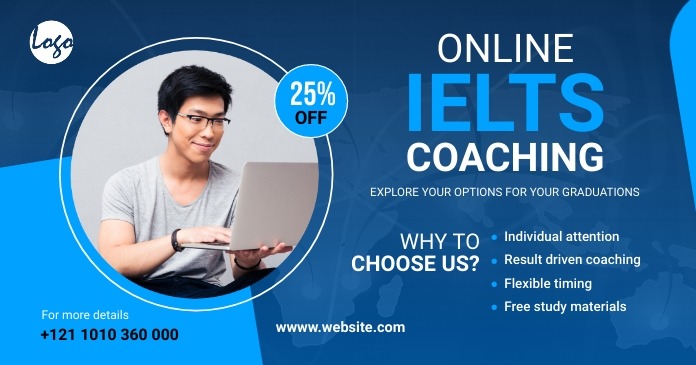 Logo
25%
OFF
ONLINE
IELTS
COACHING
EXPLORE YOUR OPTIONS FOR YOUR GRADUATIONS
WHY TO
CHOOSE US?
Individual attention
Result driven coaching
Flexible timing
Free study materials
For more details
+121 1010 360 000
wwww.website.com